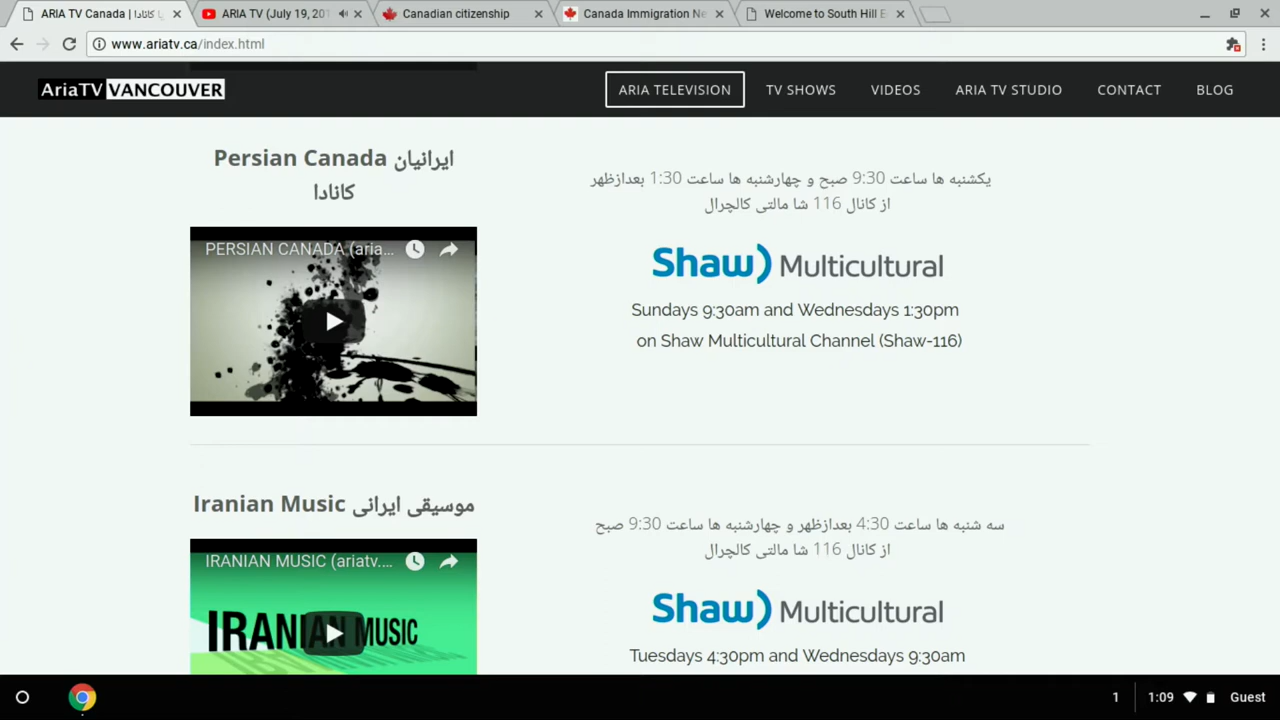 ARIA TV Canada |
ARIA TV (July 19, 201
Canadian citizenship
Canada Immigration Ne
Welcome to South Hill E
www.ariatv.ca/index.html
AriaTV VANCOUVER
ARIA TELEVISION
TV SHOWS
VIDEOS
ARIA TV STUDIO
CONTACT
BLOG
Persian Canada ایرانیان
کانادا
PERSIAN CANADA (aria...
یکشنبه ها ساعت 9:30 صبح و چهارشنبه ها ساعت 1:30 بعدازظهر
از کانال 116 شا مالتی کالچرال
Shaw) Multicultural
Sundays 9:30am and Wednesdays 1:30pm
on Shaw Multicultural Channel (Shaw-116)
Iranian Music موسیقی ایرانی
IRANIAN MUSIC (ariatv....
IRANIAN MUSIC
سه شنبه ها ساعت 4:30 بعدازظهر و چهارشنبه ها ساعت 9:30 صبح
از کانال 116 شا مالتی کالچرال
Shaw) Multicultural
Tuesdays 4:30pm and Wednesdays 9:30am
1
1:09
Guest